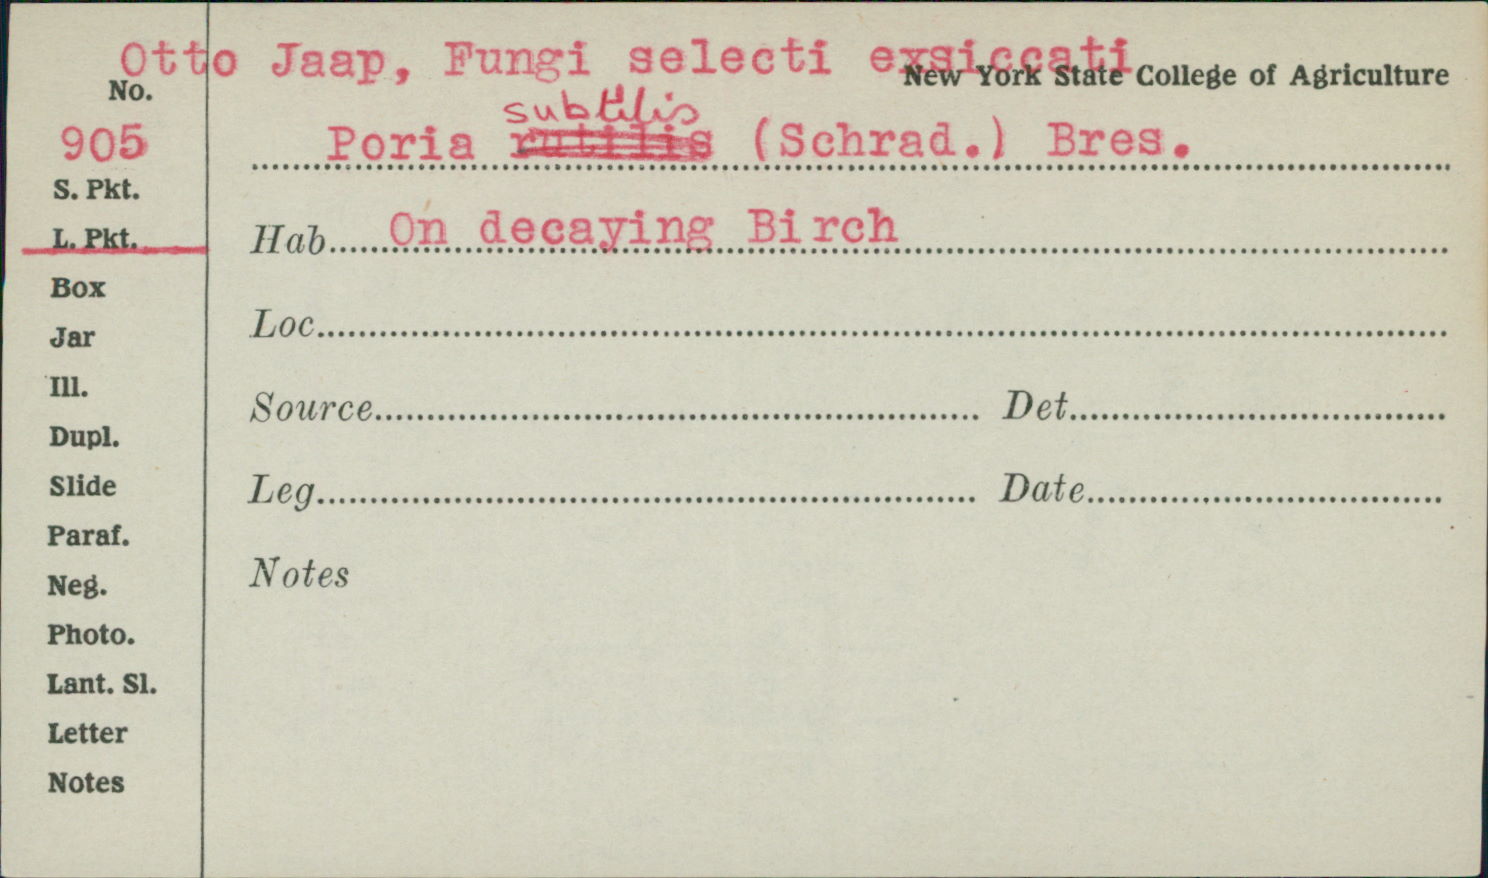 Otto Jaap, Fungi selecti exsiccati
New York State College of Agriculture
No.
905
subtilis
Poria rutilis (Schrad.) Bres.
S. Pkt.
L. Pkt.
Hab. On decaying Birch
Box
Loc.
Jar
Ill.
Source Det.
Dupl.
Slide
Leg. Date
Paraf.
Neg.
Notes
Photo.
Lant. Sl.
Letter
Notes